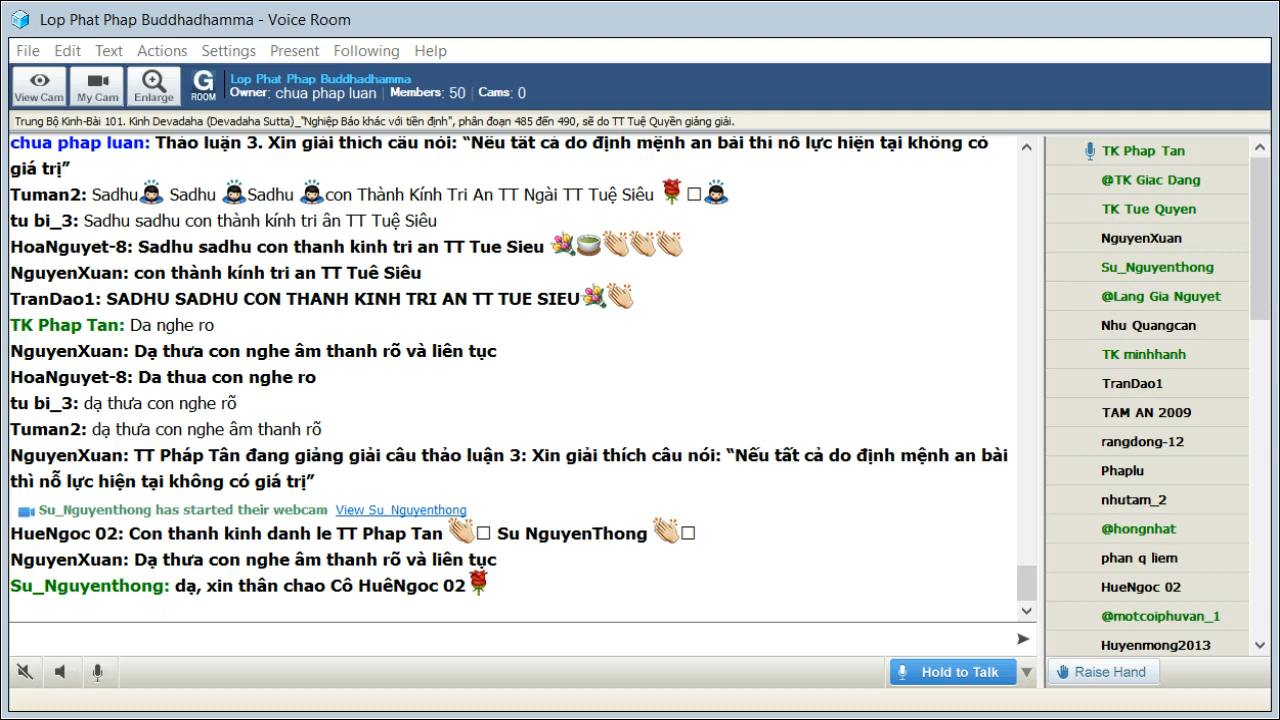 Lop Phat Phap Buddhadhamma - Voice Room
File Edit Text Actions Settings Present Following Help
View Cam My Cam Enlarge G ROOM
Lop Phat Phap Buddhadhamma
Owner: chua phap luan Members: 50 Cams: 0
Trung Bộ Kinh-Bài 101. Kinh Devadaha (Devadaha Sutta)_"Nghiệp Báo khác với tiền định", phân đoạn 485 đến 490, sẽ do TT Tuệ Quyền giảng giải.
chua phap luan: Thảo luận 3. Xin giải thích câu nói: “Nếu tất cả do định mệnh an bài thì nỗ lực hiện tại không có
giá trị”
Tuman2: Sadhu Sadhu Sadhu con Thành Kính Tri An TT Ngài TT Tuệ Siêu
tu bi_3: Sadhu sadhu con thành kính tri ân TT Tuệ Siêu
HoaNguyet-8: Sadhu sadhu con thanh kinh tri an TT Tue Sieu
NguyenXuan: con thành kính tri an TT Tuê Siêu
TranDao1: SADHU SADHU CON THANH KINH TRI AN TT TUE SIEU
TK Phap Tan: Da nghe ro
NguyenXuan: Dạ thưa con nghe âm thanh rõ và liên tục
HoaNguyet-8: Da thua con nghe ro
tu bi_3: dạ thưa con nghe rõ
Tuman2: dạ thưa con nghe âm thanh rõ
NguyenXuan: TT Pháp Tân đang giảng giải câu thảo luận 3: Xin giải thích câu nói: “Nếu tất cả do định mệnh an bài
thì nỗ lực hiện tại không có giá trị”
Su_Nguyenthong has started their webcam View Su_Nguyenthong
HueNgoc 02: Con thanh kinh danh le TT Phap Tan Su NguyenThong
NguyenXuan: Dạ thưa con nghe âm thanh rõ và liên tục
Su_Nguyenthong: dạ, xin thân chao Cô HuêNgoc 02
Hold to Talk
TK Phap Tan
@TK Giac Dang
TK Tue Quyen
NguyenXuan
Su_Nguyenthong
@Lang Gia Nguyet
Nhu Quangcan
TK minhhanh
TranDao1
TAM AN 2009
rangdong-12
Phaplu
nhutam_2
@hongnhat
phan q liem
HueNgoc 02
@motcoiphuvan_1
Huyenmong2013
Raise Hand